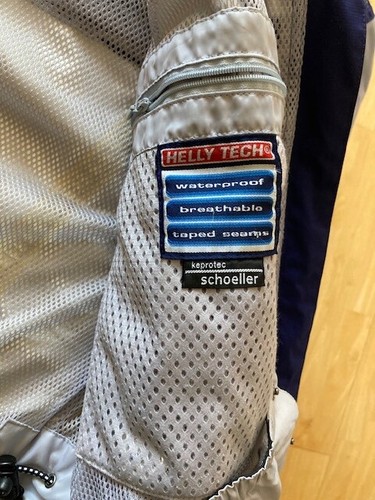 HELLY TECH®
waterproof
breathable
taped seams
keprotec
schoeller